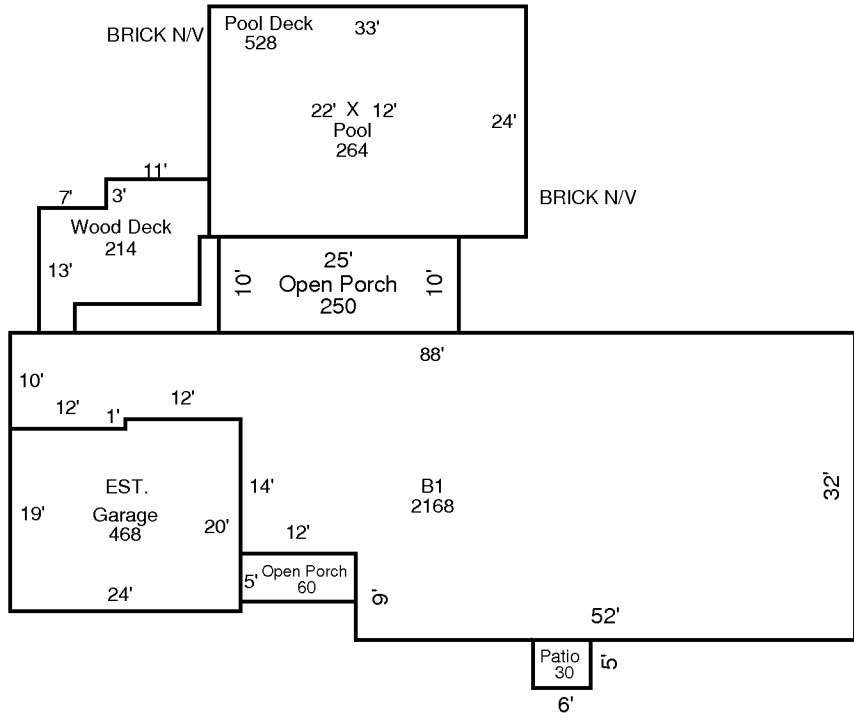 Pool Deck
528
33'
BRICK N/V
22' X 12'
Pool
264
24'
11'
7'
3'
BRICK N/V
Wood Deck
214
13'
25'
10'
Open Porch
10'
250
88'
10'
12'
1'
12'
EST.
Garage
468
19'
20'
24'
14'
B1
2168
32'
12'
5'
Open Porch
60
9'
52'
Patio
30
5'
6'